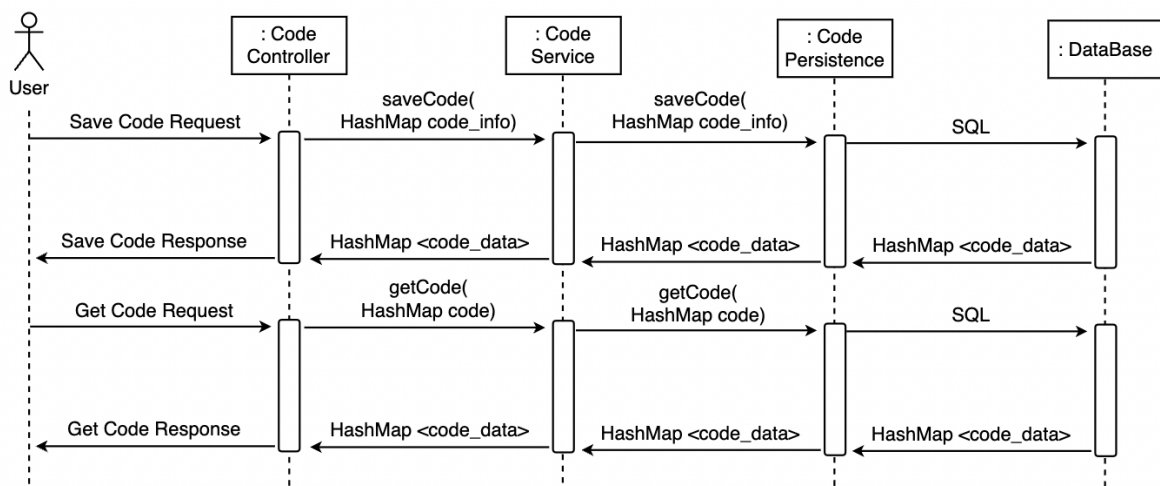 User
: Code
Controller
: Code
Service
: Code
Persistence
: DataBase
Save Code Request
saveCode(
HashMap code_info)
saveCode(
HashMap code_info)
SQL
Save Code Response
HashMap <code_data>
HashMap <code_data>
HashMap <code_data>
Get Code Request
getCode(
HashMap code)
getCode(
HashMap code)
SQL
Get Code Response
HashMap <code_data>
HashMap <code_data>
HashMap <code_data>